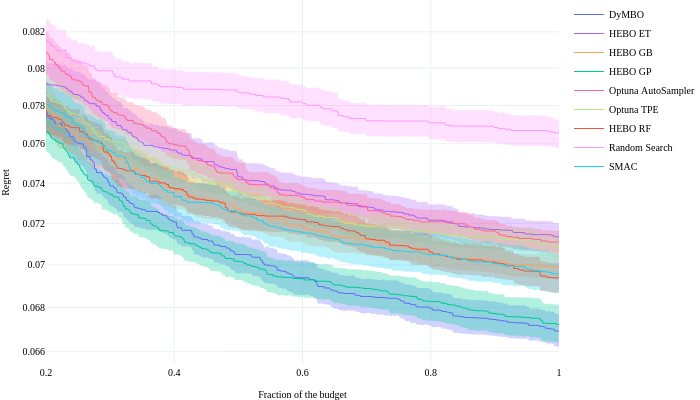 0.082
0.08
0.078
0.076
0.074
0.072
0.07
0.068
0.066
Regret
0.2
0.4
0.6
0.8
1
Fraction of the budget
DyMBO
HEBO ET
HEBO GB
HEBO GP
Optuna AutoSampler
Optuna TPE
HEBO RF
Random Search
SMAC